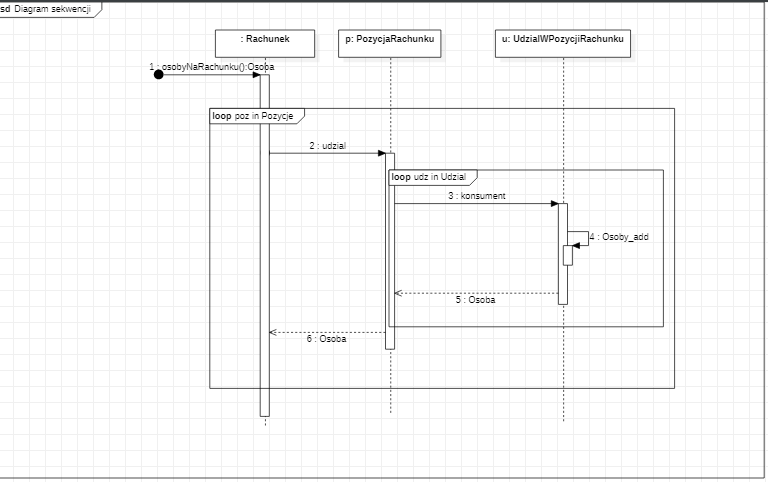 sd Diagram sekwencji
: Rachunek
p: PozycjaRachunku
u: UdzialWPozycjiRachunku
1 : osobyNaRachunku():Osoba
loop poz in Pozycje
2 : udzial
loop udz in Udzial
3 : konsument
4 : Osoby_add
5 : Osoba
6 : Osoba